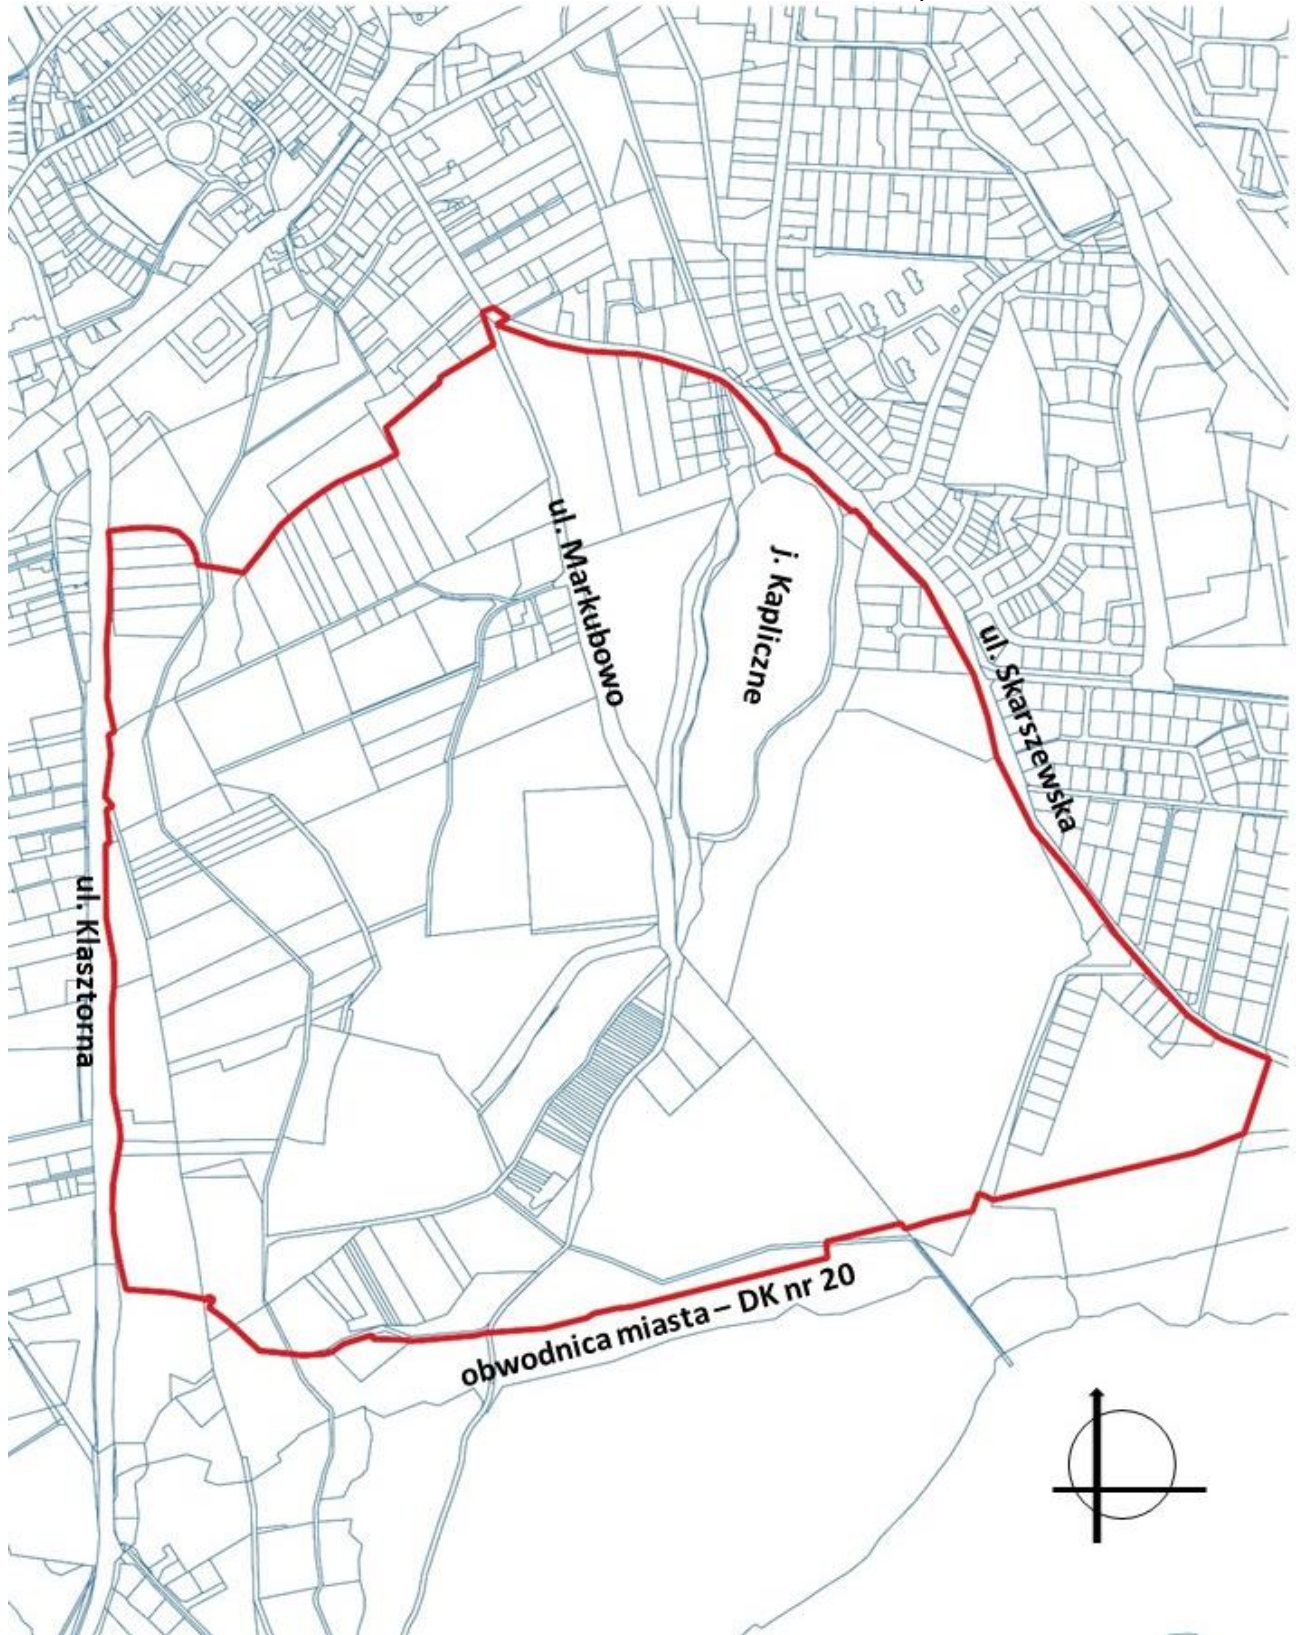 ul. Markubowo
j. Kapliczne
ul. Skarszewska
ul. Klasztorna
obwodnica miasta – DK nr 20